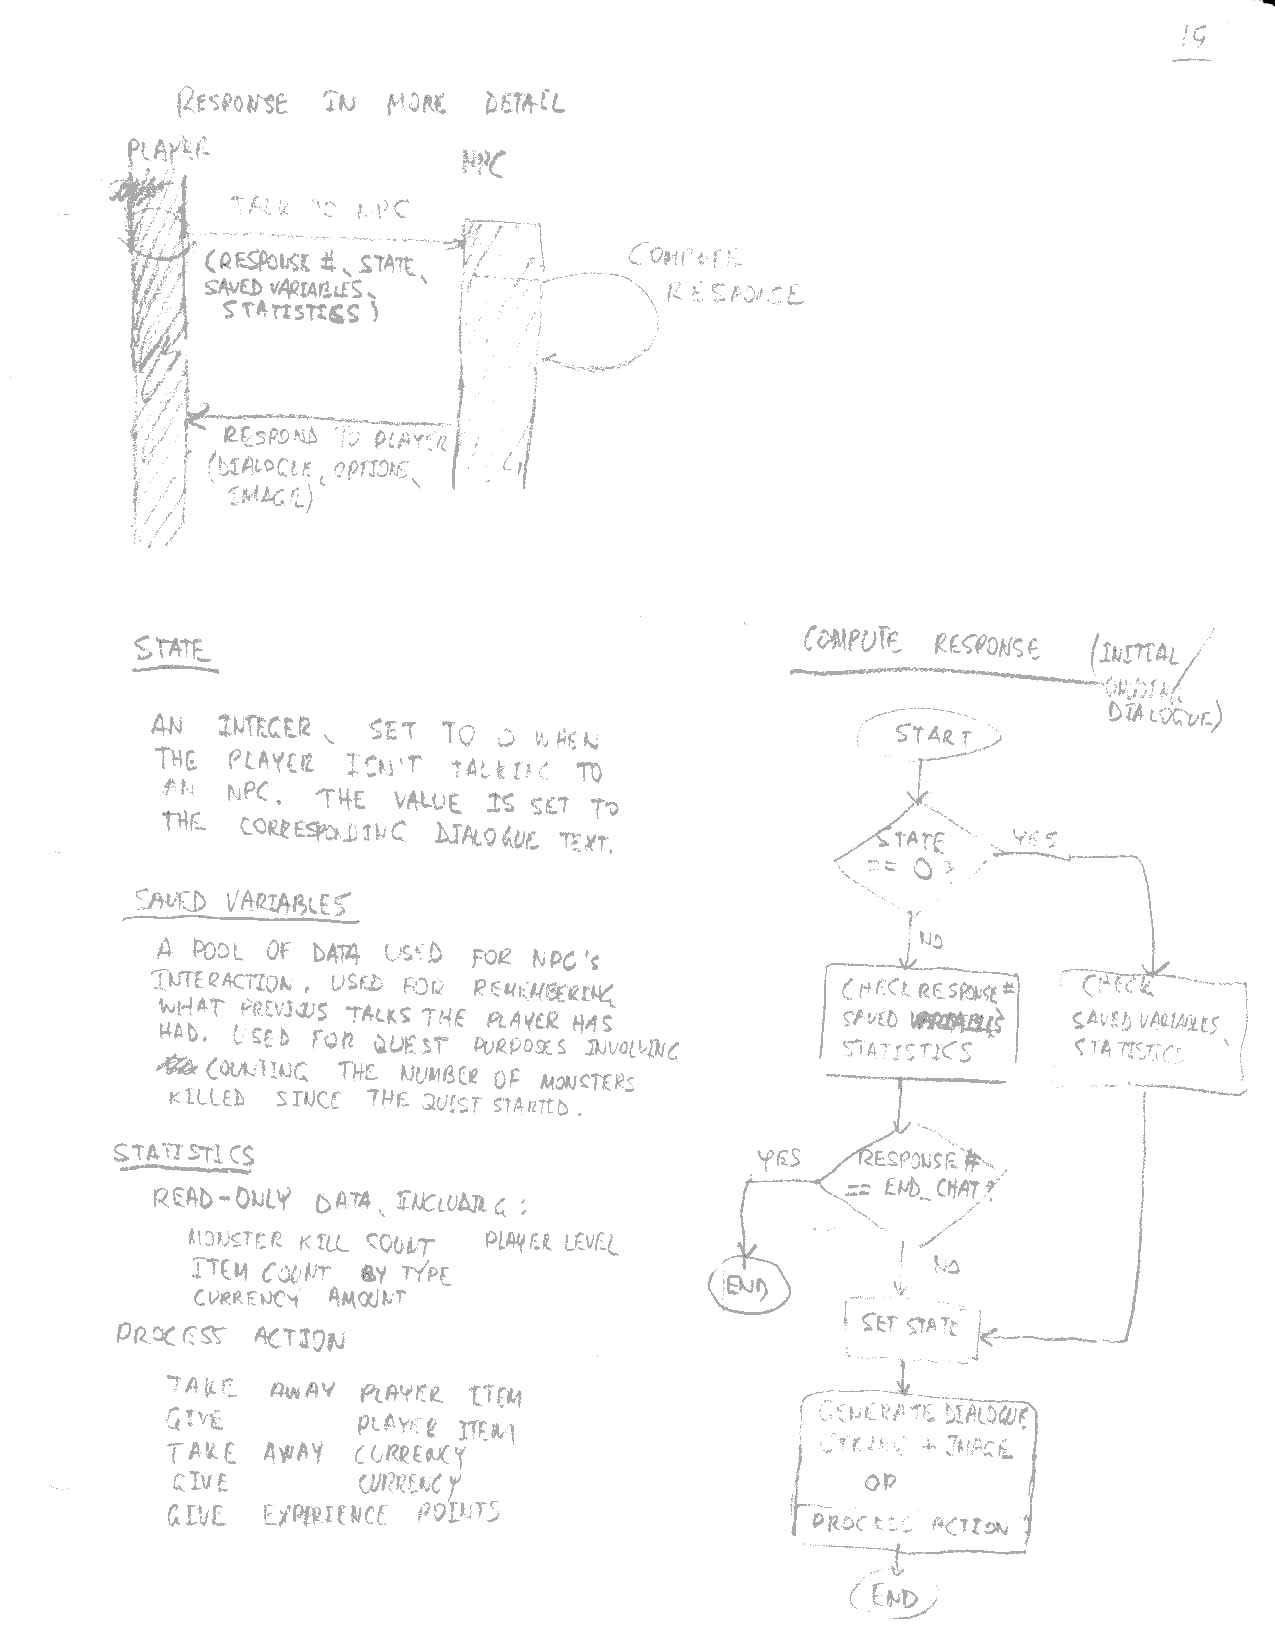 19
RESPONSE IN MORE DETAIL
PLAYER
NPC
TALK TO NPC
(RESPONSE #, STATE,
SAVED VARIABLES,
STATISTICS)
COMPUTE
RESPONSE
RESPOND TO PLAYER
(DIALOGUE, OPTIONS,
IMAGE)
STATE
AN INTEGER, SET TO 0 WHEN
THE PLAYER ISN'T TALKING TO
AN NPC. THE VALUE IS SET TO
THE CORRESPONDING DIALOGUE TEXT.
SAVED VARIABLES
A POOL OF DATA USED FOR NPC'S
INTERACTION. USED FOR REMEMBERING
WHAT PREVIOUS TALKS THE PLAYER HAS
HAD. USED FOR QUEST PURPOSES INVOLVING
COUNTING THE NUMBER OF MONSTERS
KILLED SINCE THE QUEST STARTED.
STATISTICS
READ-ONLY DATA, INCLUDING:
MONSTER KILL COUNT PLAYER LEVEL
ITEM COUNT BY TYPE
CURRENCY AMOUNT
PROCESS ACTION
TAKE AWAY PLAYER ITEM
GIVE PLAYER ITEM
TAKE AWAY CURRENCY
GIVE CURRENCY
GIVE EXPERIENCE POINTS
COMPUTE RESPONSE (INITIAL/
DIALOGUE)
START
STATE
== 0?
YES
NO
CHECK RESPONSE #
SAVED VARIABLES
STATISTICS
CHECK
SAVED VARIABLES,
STATISTICS
YES
RESPONSE #
== END_CHAT?
END
NO
SET STATE
GENERATE DIALOGUE
STRING + IMAGE
OR
PROCESS ACTION
END